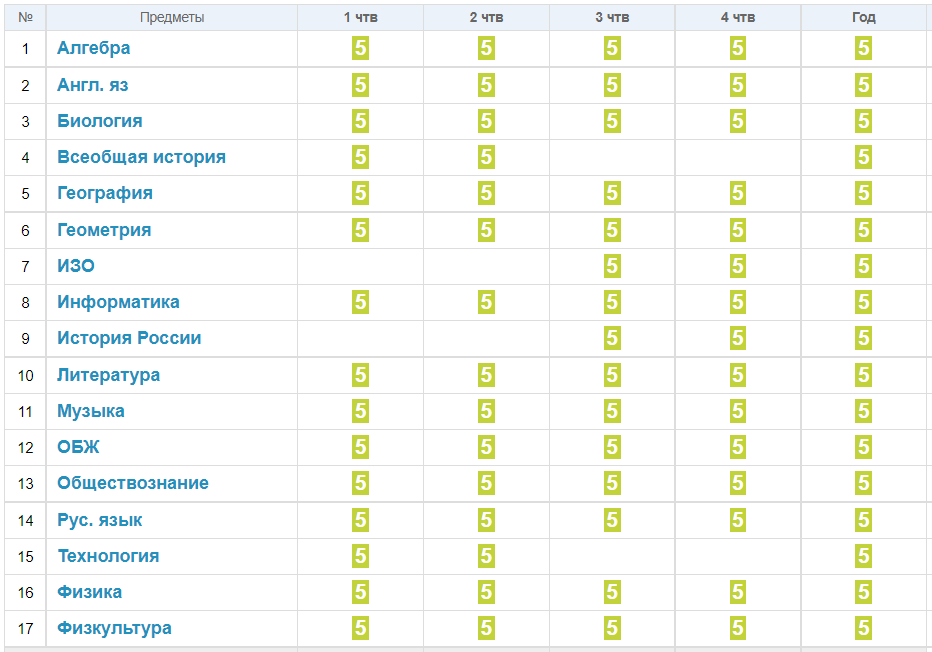 № Предметы 1 чтв 2 чтв 3 чтв 4 чтв Год
1 Алгебра 5 5 5 5 5
2 Англ. яз 5 5 5 5 5
3 Биология 5 5 5 5 5
4 Всеобщая история 5 5 5
5 География 5 5 5 5 5
6 Геометрия 5 5 5 5 5
7 ИЗО 5 5 5
8 Информатика 5 5 5 5 5
9 История России 5 5 5
10 Литература 5 5 5 5 5
11 Музыка 5 5 5 5 5
12 ОБЖ 5 5 5 5 5
13 Обществознание 5 5 5 5 5
14 Рус. язык 5 5 5 5 5
15 Технология 5 5 5
16 Физика 5 5 5 5 5
17 Физкультура 5 5 5 5 5